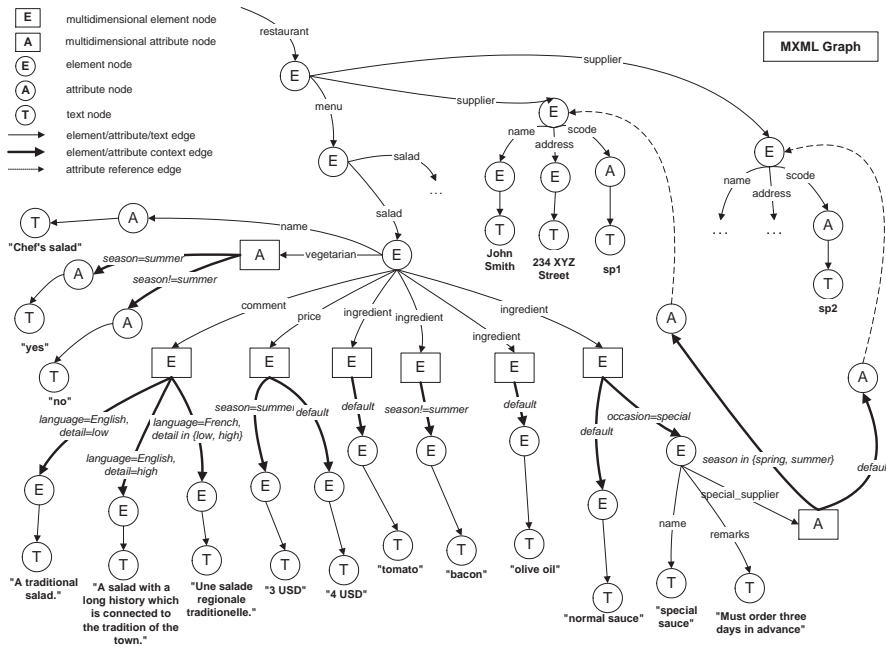 E multidimensional element node
A multidimensional attribute node
E element node
A attribute node
T text node
element/attribute/text edge
element/attribute context edge
attribute reference edge
MXML Graph
restaurant
E
supplier
supplier
menu
E
E
E
name
address
scode
name
address
scode
salad
...
E
E
A
... ...
A
salad
T
T
T
T
John
Smith
234 XYZ
Street
sp1
sp2
T
A
name
"Chef's salad"
A
vegetarian
E
season=summer
season!=summer
A
T
A
"yes"
T
"no"
comment
price
ingredient
ingredient
ingredient
ingredient
A
E
E
E
E
E
E
A
language=English,
detail=low
language=French,
detail in {low, high}
language=English,
detail=high
season=summer
default
default
season!=summer
default
default
occasion=special
season in {spring, summer}
default
E
E
E
E
E
E
E
E
E
E
special_supplier
A
name
remarks
T
T
T
T
T
T
T
T
T
T
T
"A traditional
salad."
"A salad with a
long history which
is connected to
the tradition of the
town."
"Une salade
regionale
traditionelle."
"3 USD"
"4 USD"
"tomato"
"bacon"
"olive oil"
"normal sauce"
"special
sauce"
"Must order three
days in advance"